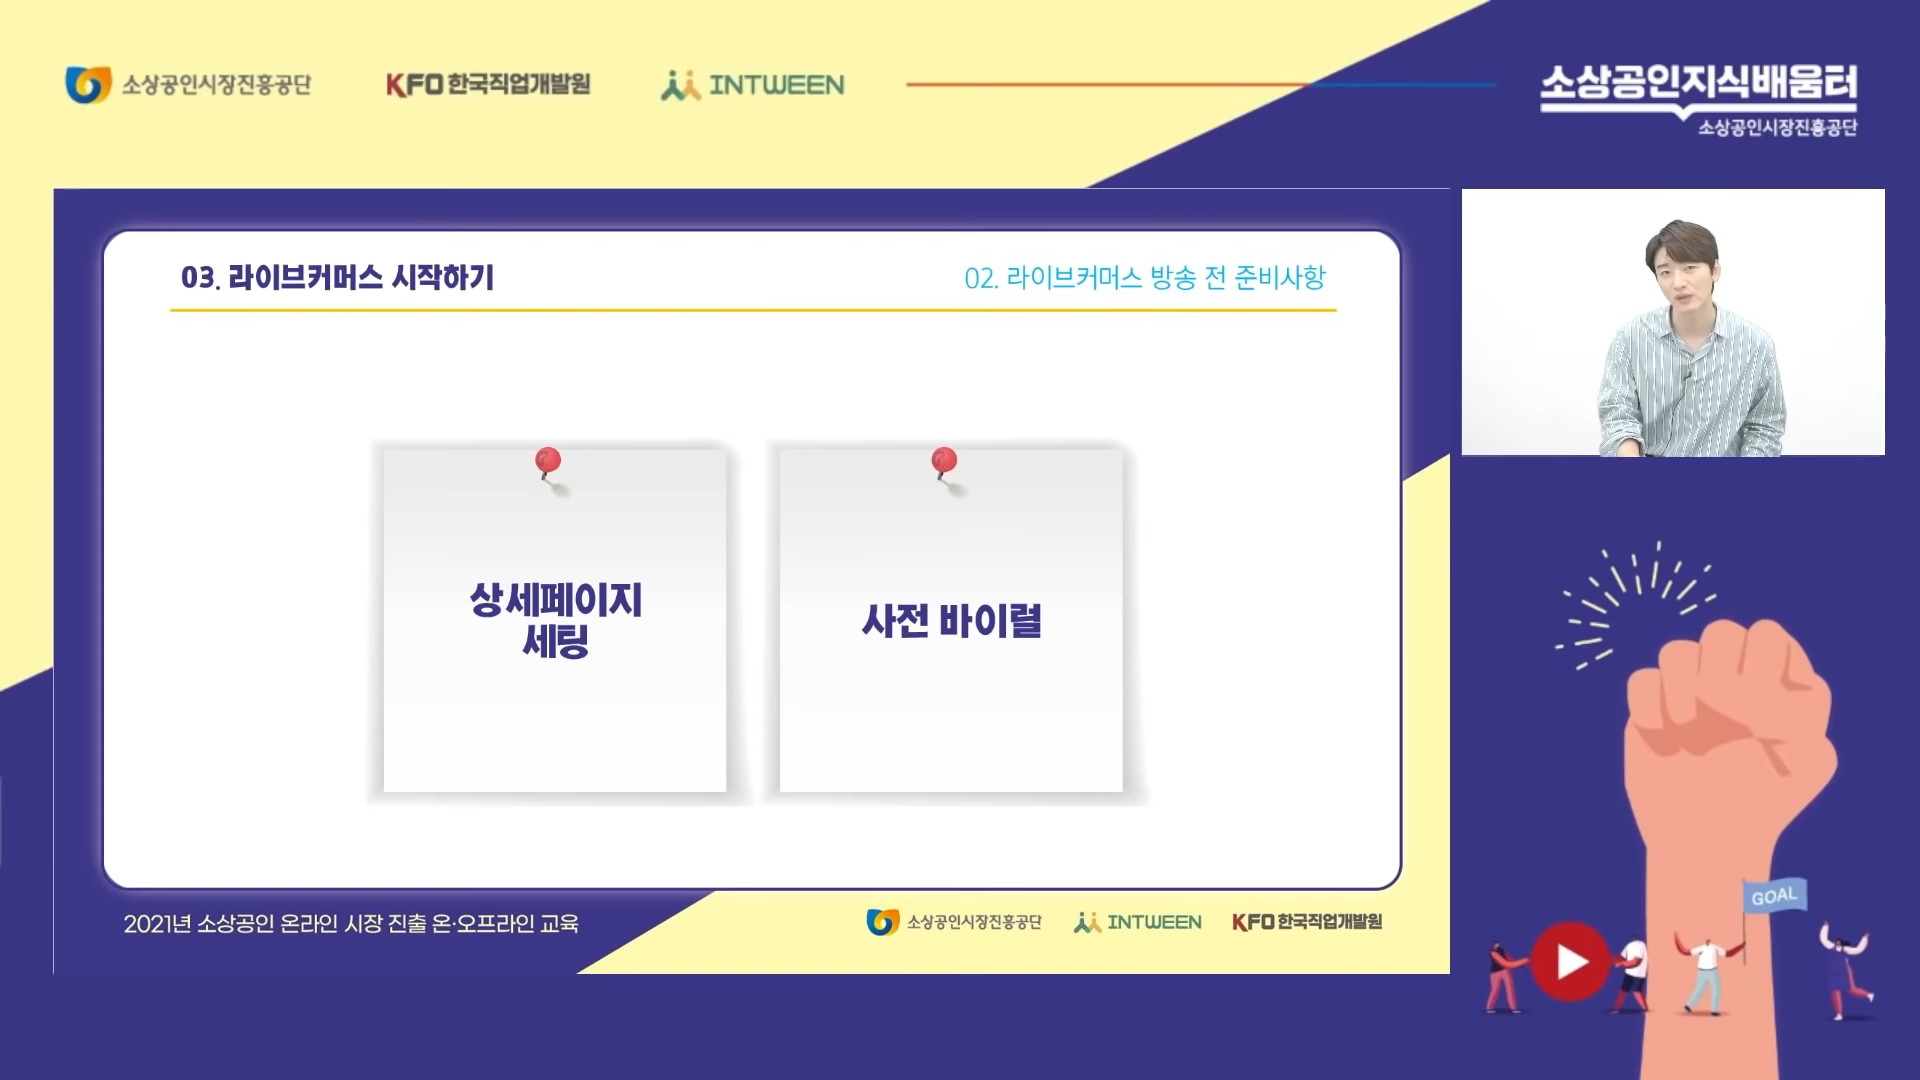 소상공인시장진흥공단
KFO 한국직업개발원
INTWEEN
소상공인지식배움터
소상공인시장진흥공단
03. 라이브커머스 시작하기
02. 라이브커머스 방송 전 준비사항
상세페이지
세팅
사전 바이럴
2021년 소상공인 온라인 시장 진출 온·오프라인 교육
소상공인시장진흥공단
INTWEEN
KFO 한국직업개발원
GOAL